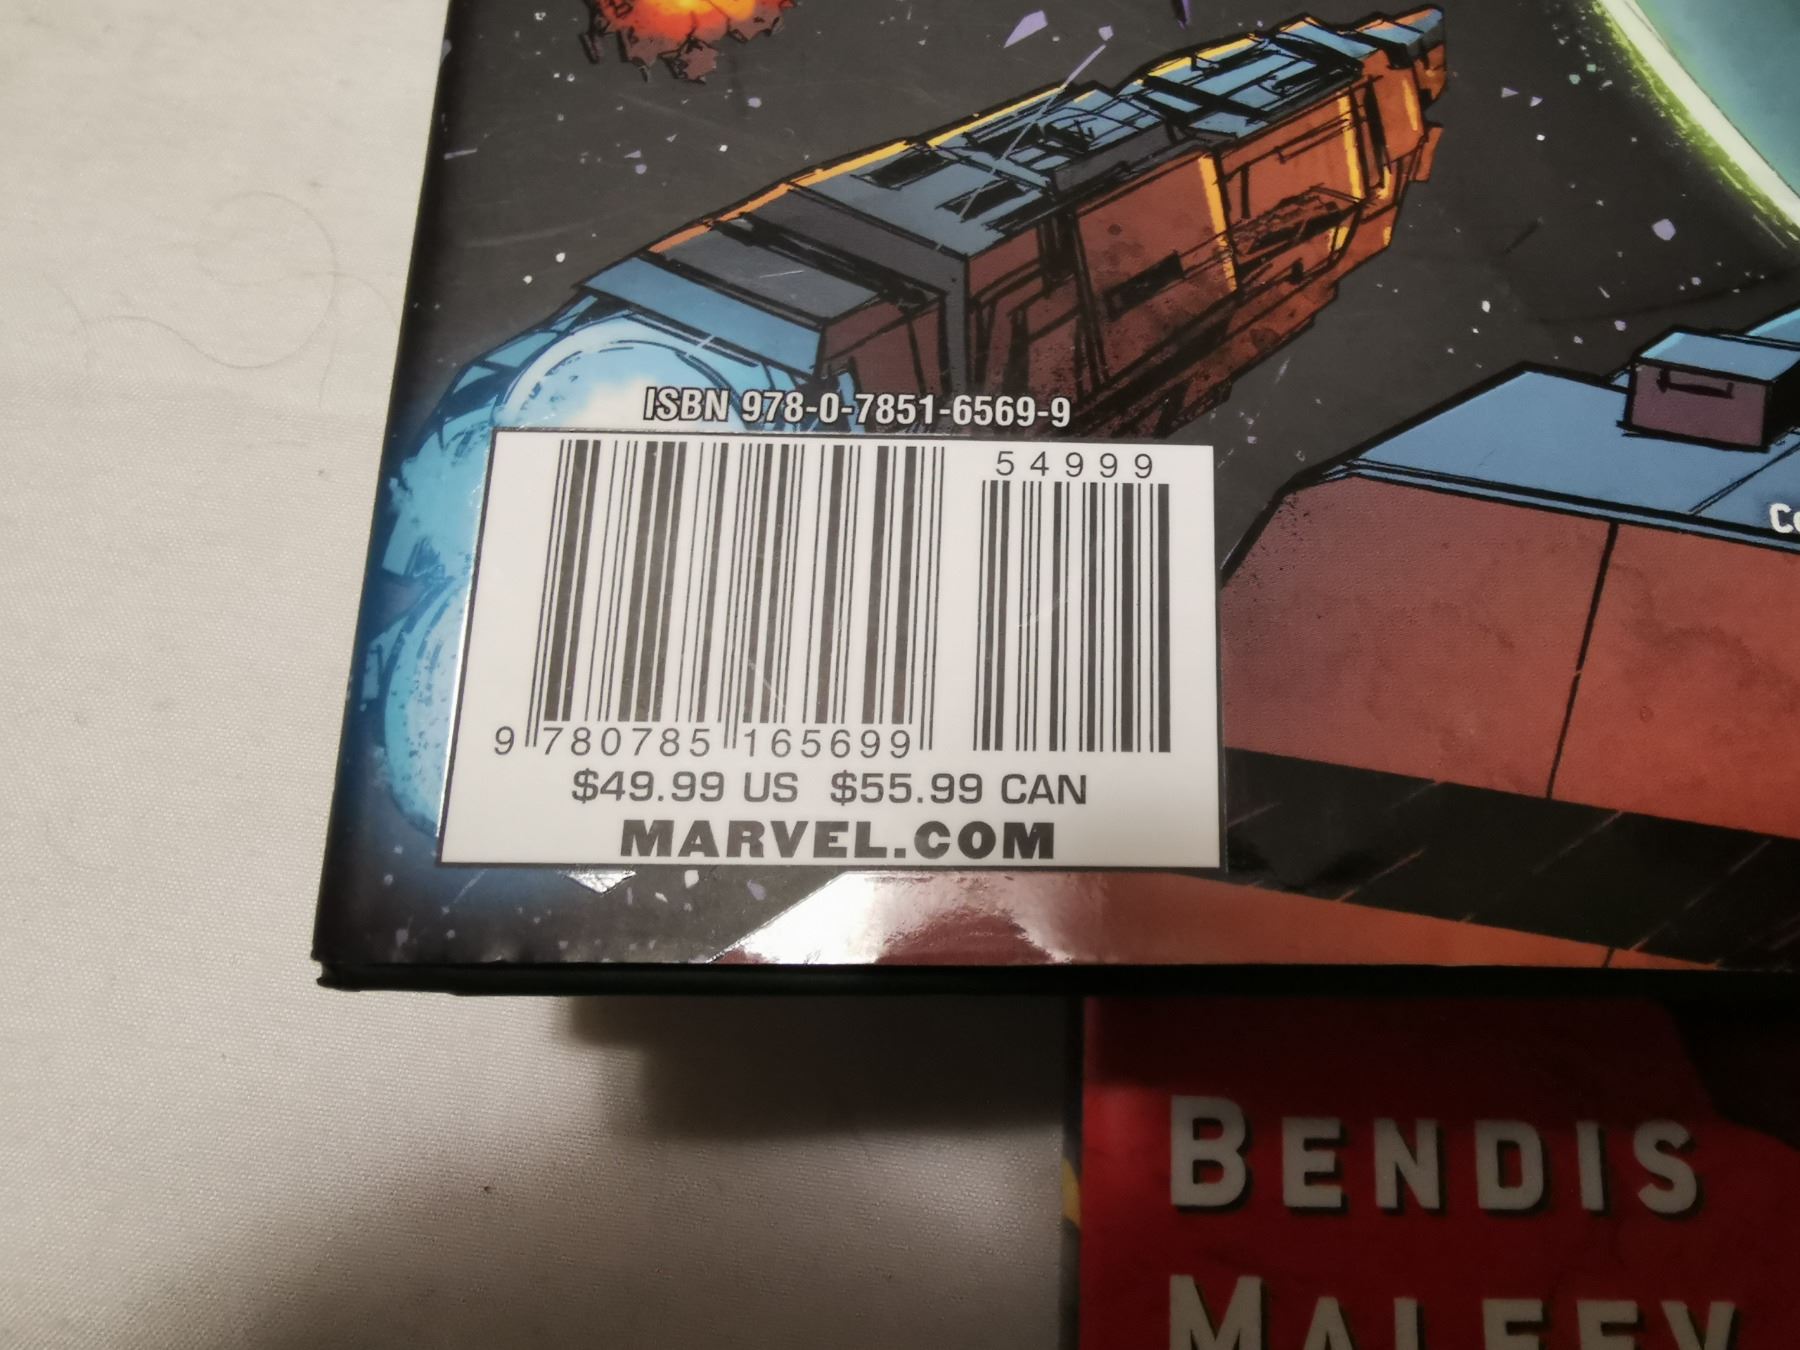 ISBN 978-0-7851-6569-9
54999
9 780785 165699
$49.99 US $55.99 CAN
MARVEL.COM
BENDIS
MALEEV